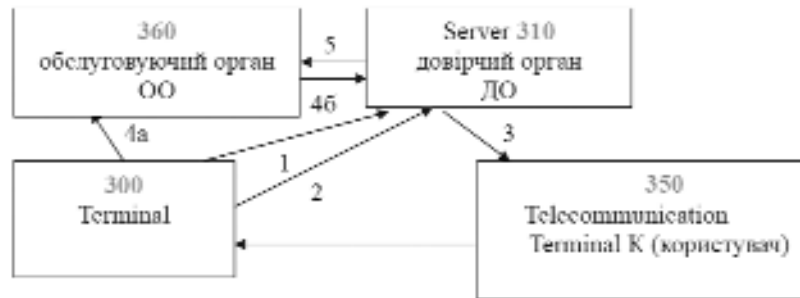 360
обслуговуючий орган
ОО
5
4б
Server 310
довірчий орган
ДО
4а
1
2
3
300
Terminal
350
Telecommunication
Terminal К (користувач)